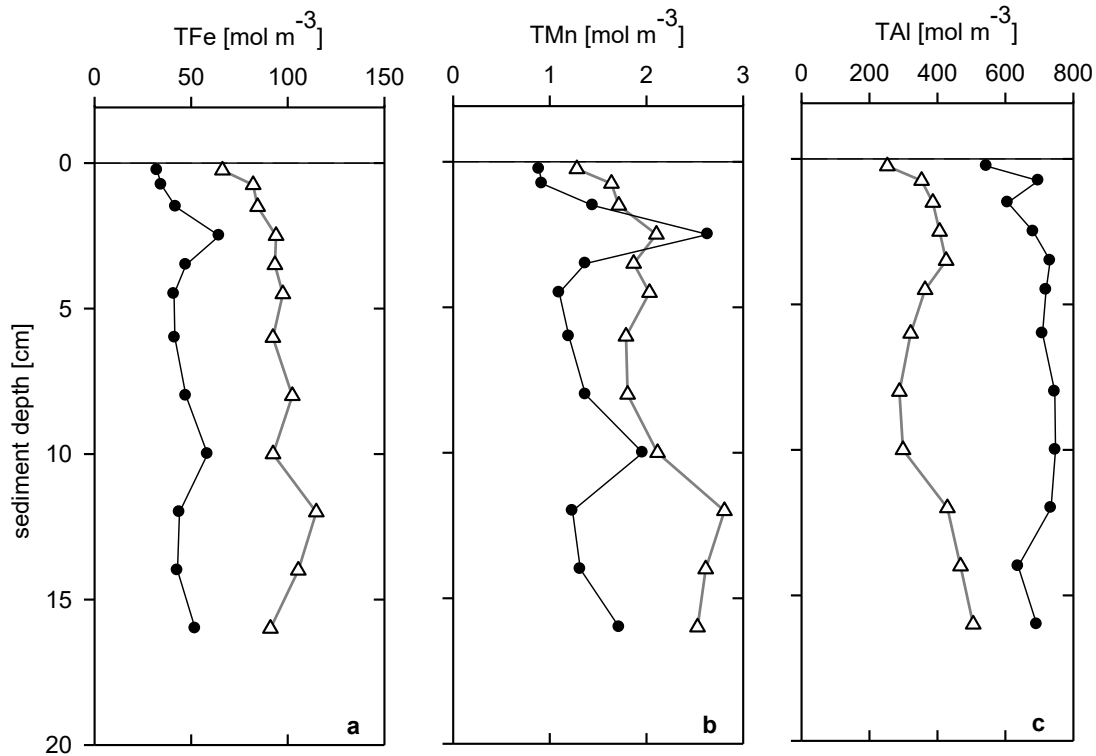 TFe [mol m-3]
TMn [mol m-3]
TAl [mol m-3]
0 50 100 150
0 1 2 3
0 200 400 600 800
0
5
10
15
20
sediment depth [cm]
a
b
c